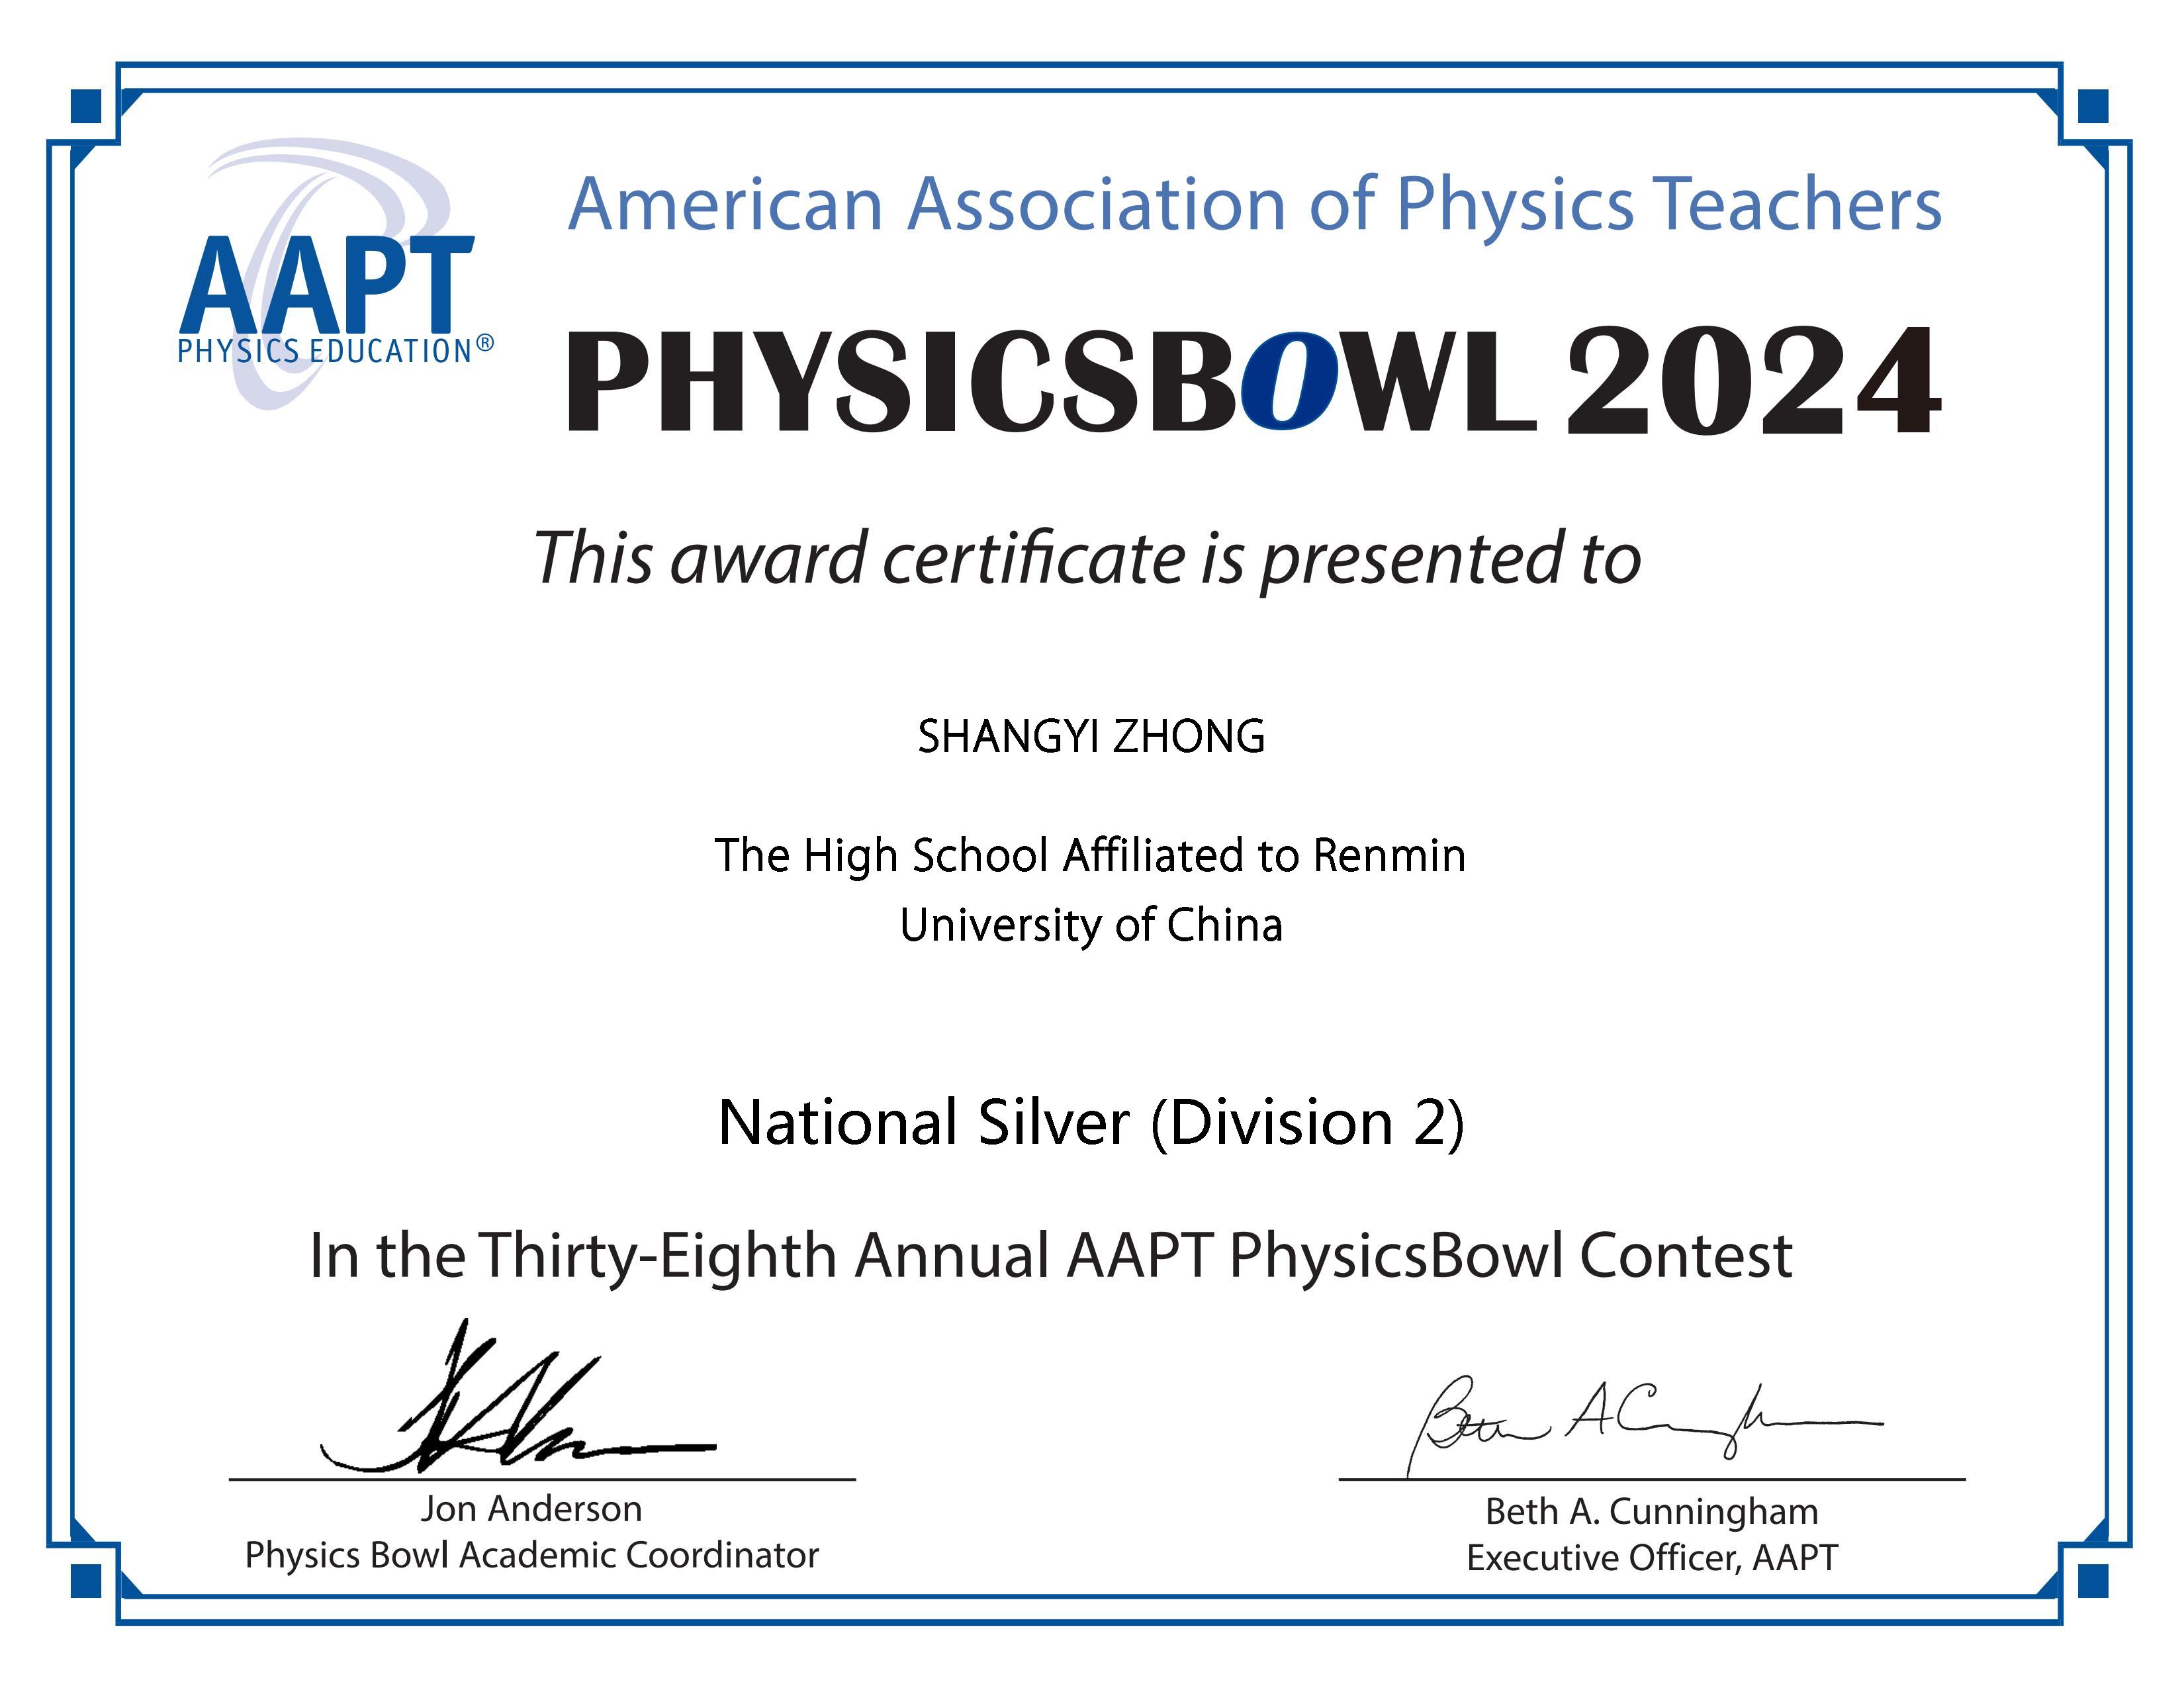 AAPT
PHYSICS EDUCATION®
American Association of Physics Teachers
PHYSICSBOWL 2024
This award certificate is presented to
SHANGYI ZHONG
The High School Affiliated to Renmin
University of China
National Silver (Division 2)
In the Thirty-Eighth Annual AAPT PhysicsBowl Contest
Beth A Cunningham
Jon Anderson
Physics Bowl Academic Coordinator
Beth A. Cunningham
Executive Officer, AAPT